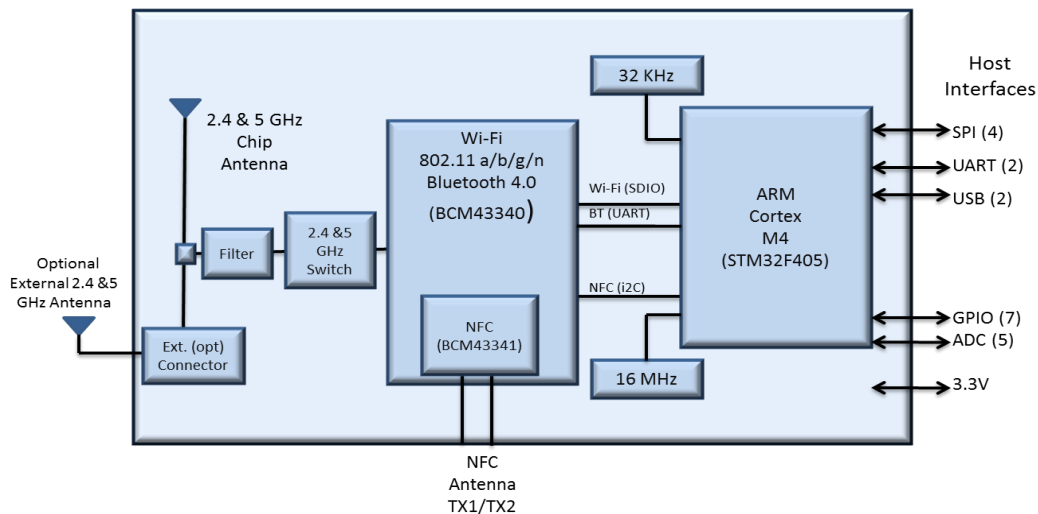 32 KHz
Host
Interfaces
2.4 & 5 GHz
Chip
Antenna
Wi-Fi
802.11 a/b/g/n
Bluetooth 4.0
(BCM43340)
Wi-Fi (SDIO)
BT (UART)
NFC (i2C)
ARM
Cortex
M4
(STM32F405)
SPI (4)
UART (2)
USB (2)
GPIO (7)
ADC (5)
3.3V
Filter
2.4 &5
GHz
Switch
Optional
External 2.4 &5
GHz Antenna
Ext. (opt)
Connector
NFC
(BCM43341)
16 MHz
NFC
Antenna
TX1/TX2